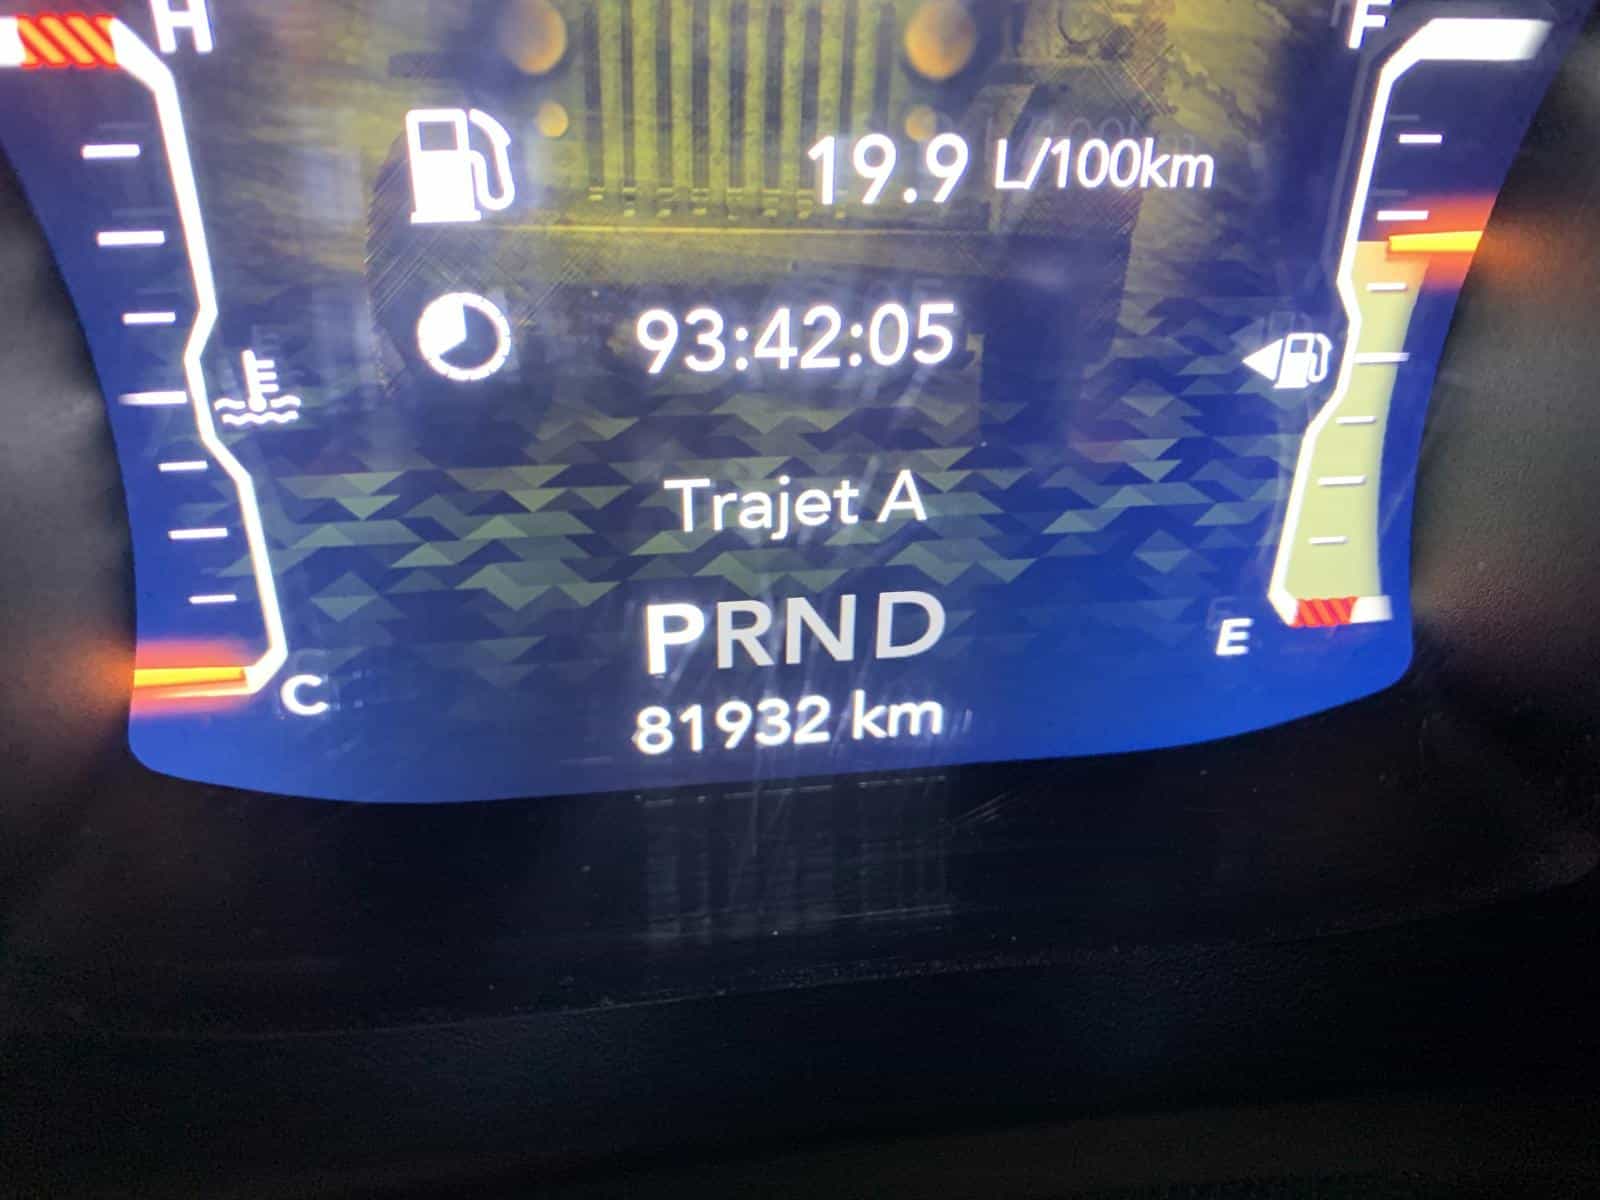 H
F
19.9 L/100km
93:42:05
Trajet A
PRND
E
C
81932 km